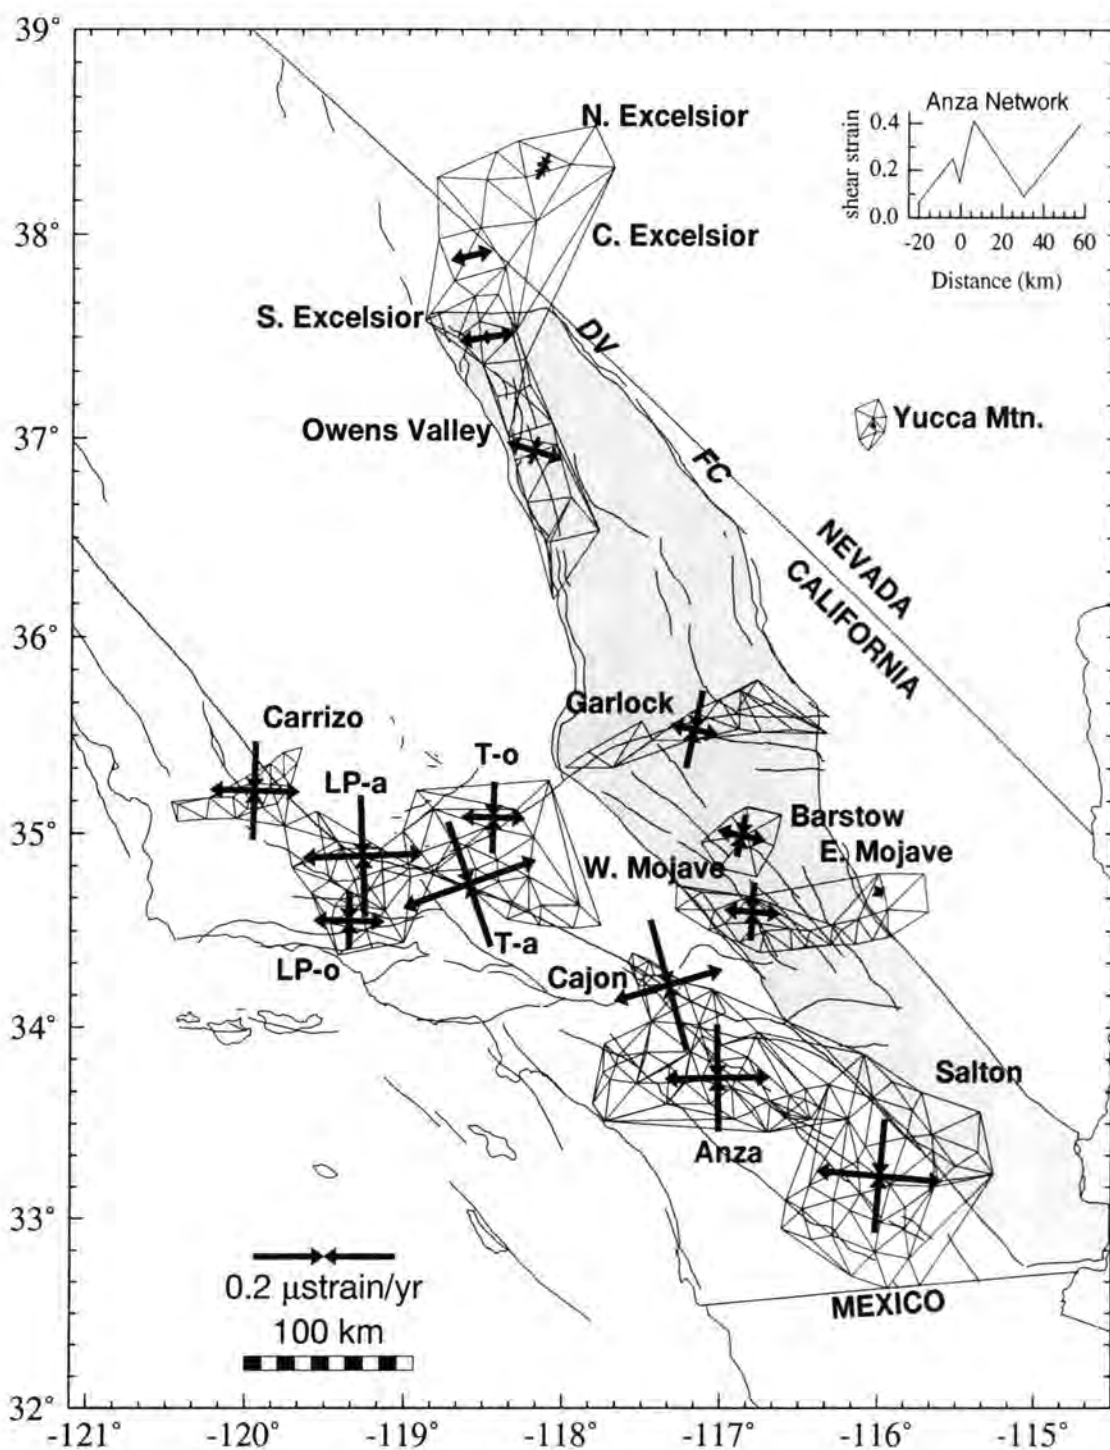 39°
38°
37°
36°
35°
34°
33°
32°
-121°
-120°
-119°
-118°
-117°
-116°
-115°
Anza Network
shear strain
0.4
0.2
0.0
-20 0 20 40 60
Distance (km)
N. Excelsior
C. Excelsior
S. Excelsior
DV
Owens Valley
Yucca Mtn.
FC
NEVADA
CALIFORNIA
Garlock
Carrizo
T-o
LP-a
Barstow
E. Mojave
W. Mojave
T-a
LP-o
Cajon
Salton
Anza
0.2 μstrain/yr
100 km
MEXICO